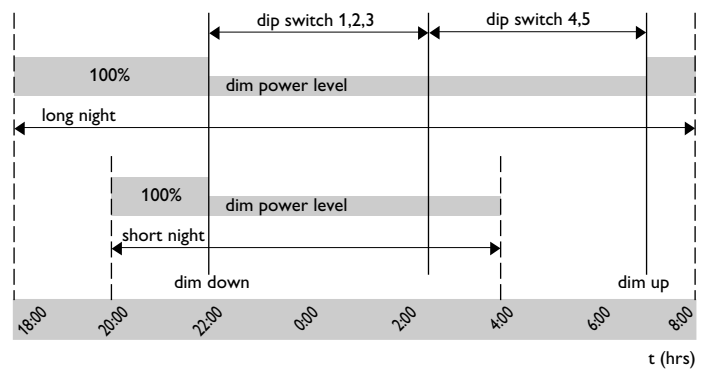 dip switch 1,2,3
dip switch 4,5
100%
dim power level
long night
100%
dim power level
short night
dim down
dim up
18:00
20:00
22:00
0:00
2:00
4:00
6:00
8:00
t (hrs)